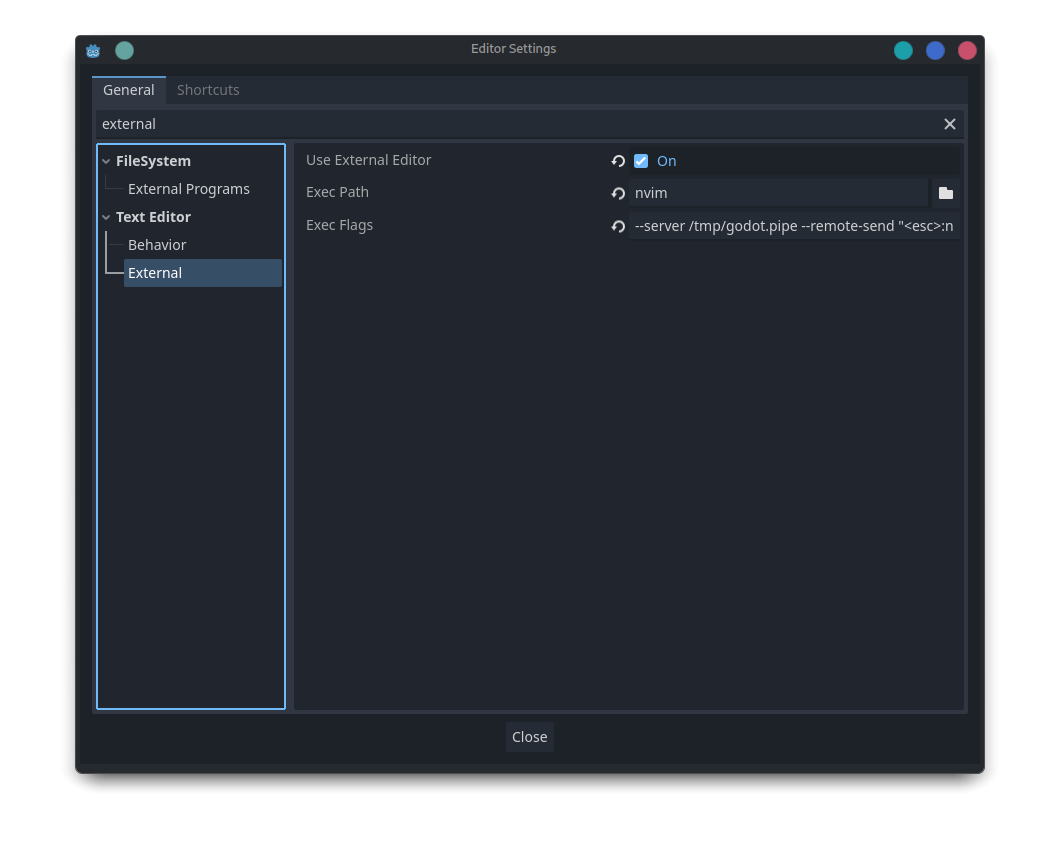 Editor Settings
General Shortcuts
external
FileSystem
External Programs
Text Editor
Behavior
External
Use External Editor On
Exec Path nvim
Exec Flags --server /tmp/godot.pipe --remote-send "<esc>:n
Close